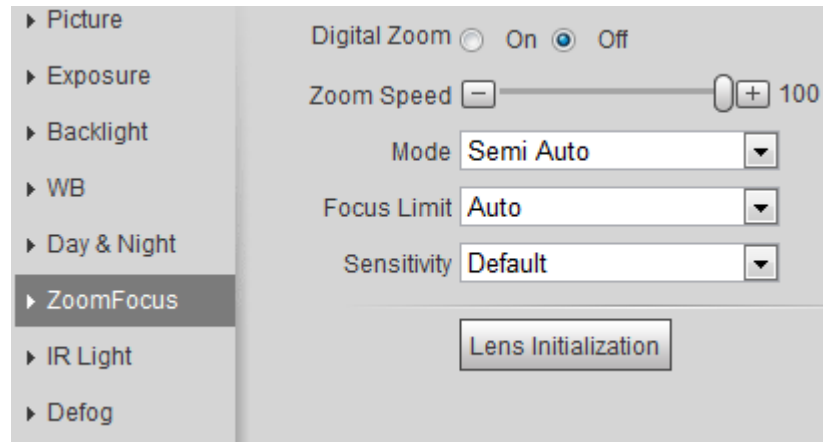 Picture
Exposure
Backlight
WB
Day & Night
ZoomFocus
IR Light
Defog
Digital Zoom On Off
Zoom Speed 100
Mode Semi Auto
Focus Limit Auto
Sensitivity Default
Lens Initialization